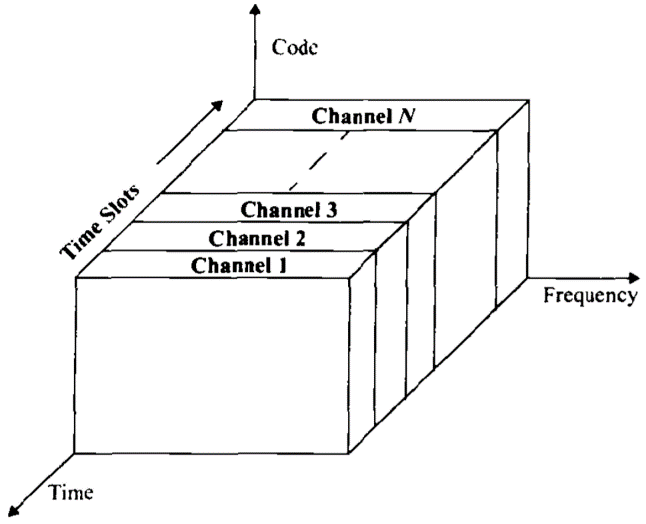 Code
Channel N
Time Slots
Channel 3
Channel 2
Channel 1
Frequency
Time